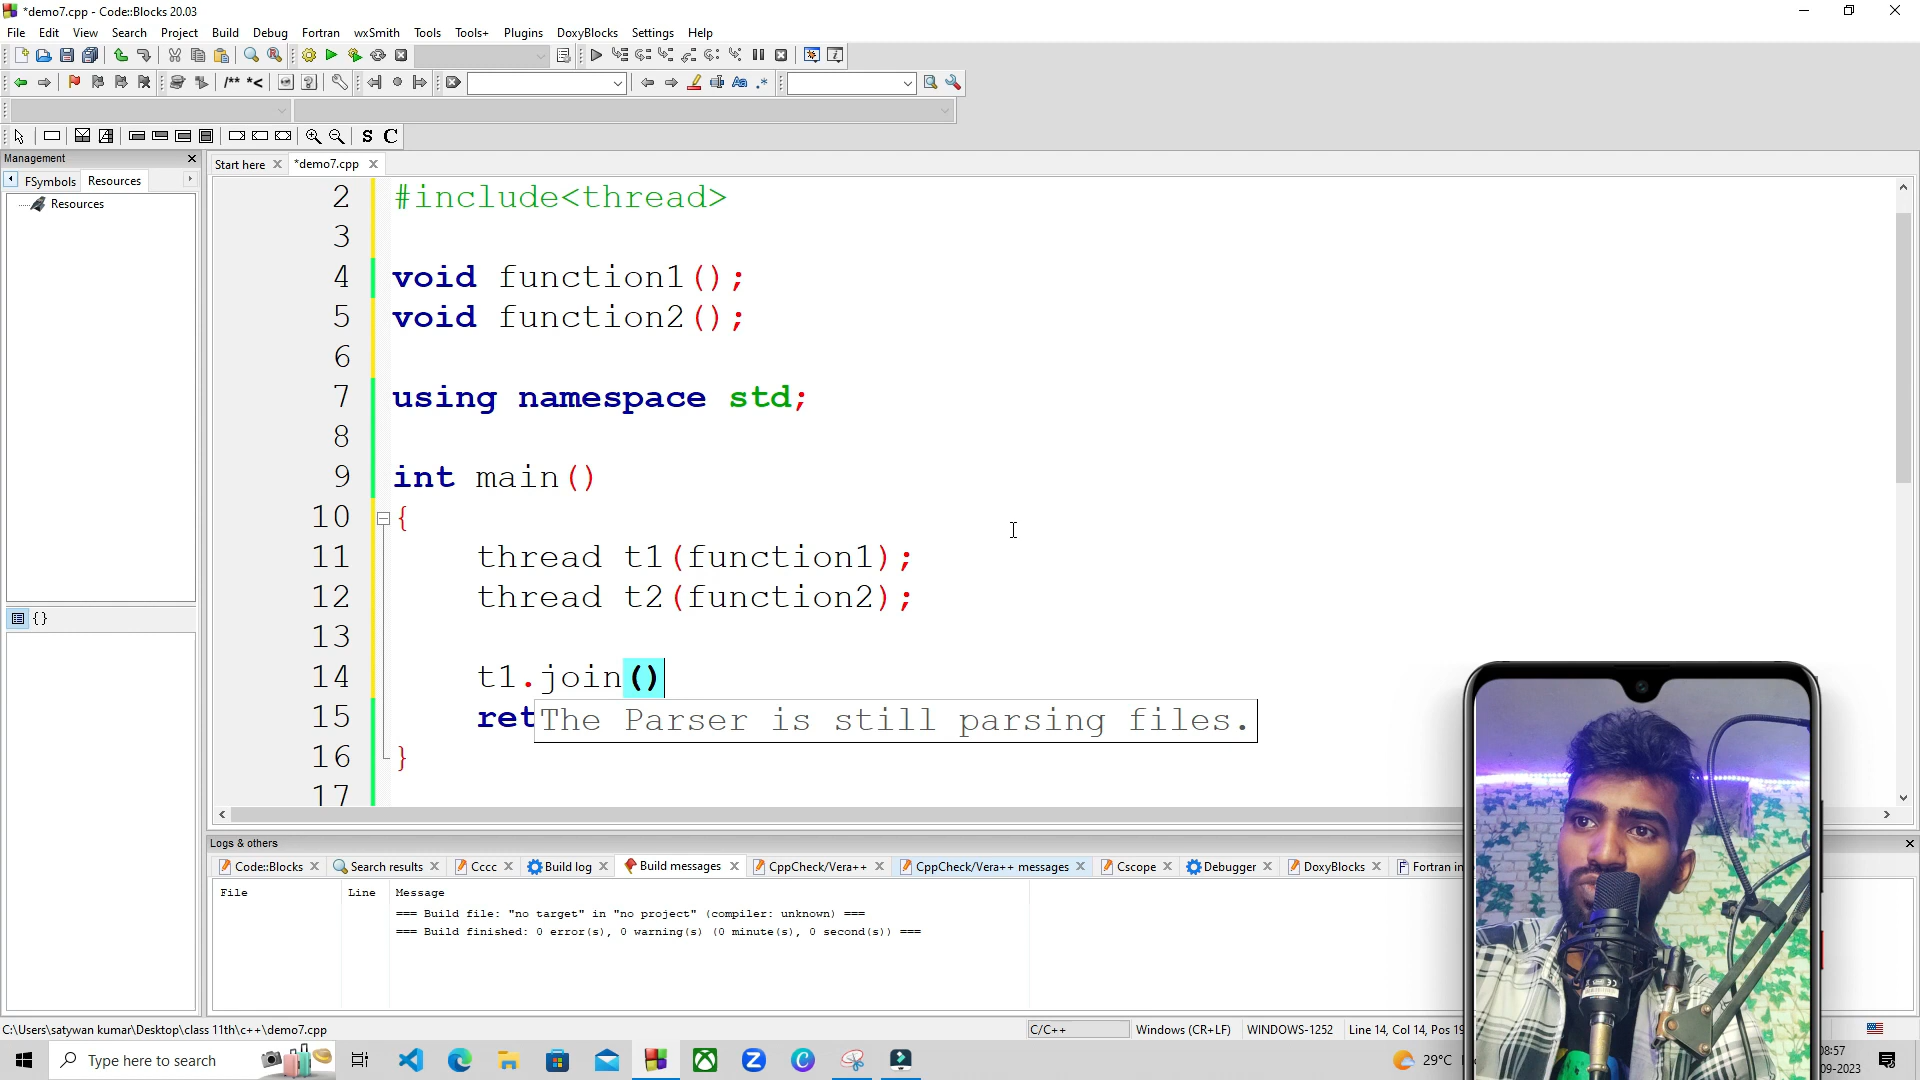 *demo7.cpp - Code::Blocks 20.03
File Edit View Search Project Build Debug Fortran wxSmith Tools Tools+ Plugins DoxyBlocks Settings Help
/** *<
S C
Management
FSymbols Resources
Resources
Start here *demo7.cpp
2 #include<thread>
3
4 void function1();
5 void function2();
6
7 using namespace std;
8
9 int main()
10 {
11 thread t1(function1);
12 thread t2(function2);
13
14 t1.join()
15 ret
The Parser is still parsing files.
16 }
17
Logs & others
Code::Blocks Search results Cccc Build log Build messages CppCheck/Vera++ CppCheck/Vera++ messages Cscope Debugger DoxyBlocks Fortran in
File Line Message
=== Build file: "no target" in "no project" (compiler: unknown) ===
=== Build finished: 0 error(s), 0 warning(s) (0 minute(s), 0 second(s)) ===
C:\Users\satywan kumar\Desktop\class 11th\c++\demo7.cpp C/C++ Windows (CR+LF) WINDOWS-1252 Line 14, Col 14, Pos 19
Type here to search 29°C
08:57
09-2023